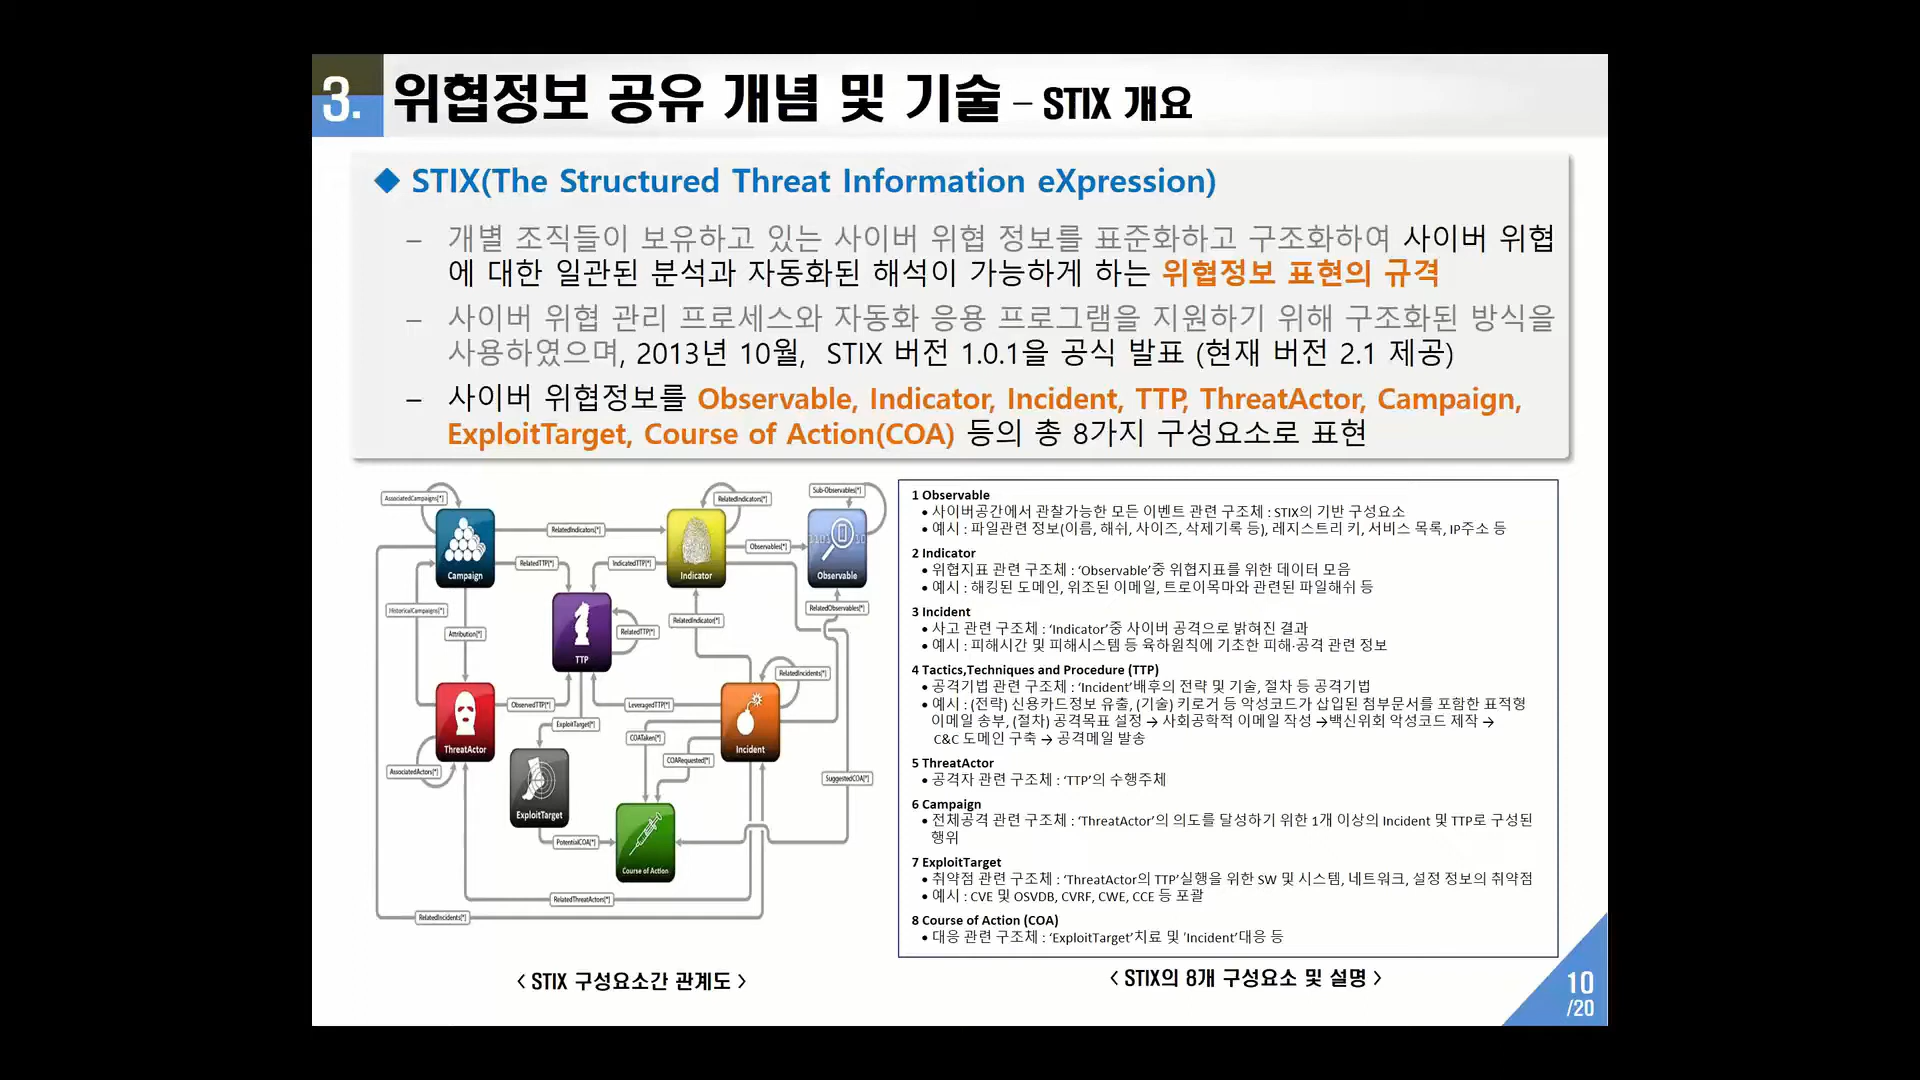 3. 위협정보 공유 개념 및 기술 – STIX 개요
◆ STIX(The Structured Threat Information eXpression)
– 개별 조직들이 보유하고 있는 사이버 위협 정보를 표준화하고 구조화하여 사이버 위협
에 대한 일관된 분석과 자동화된 해석이 가능하게 하는 위협정보 표현의 규격
– 사이버 위협 관리 프로세스와 자동화 응용 프로그램을 지원하기 위해 구조화된 방식을
사용하였으며, 2013년 10월, STIX 버전 1.0.1을 공식 발표 (현재 버전 2.1 제공)
– 사이버 위협정보를 Observable, Indicator, Incident, TTP, ThreatActor, Campaign,
ExploitTarget, Course of Action(COA) 등의 총 8가지 구성요소로 표현
AssociatedCampaigns[*]
RelatedIndicators[*]
Sub-Observables[*]
RelatedIndicators[*]
Observables[*]
Campaign
Indicator
Observable
RelatedTTP[*]
IndicatedTTP[*]
HistoricalCampaigns[*]
RelatedObservables[*]
Attribution[*]
RelatedTTP[*]
RelatedIndicator[*]
TTP
RelatedIncidents[*]
ObservedTTP[*]
LeveragedTTP[*]
ExploitTarget[*]
COATaken[*]
ThreatActor
Incident
COARequested[*]
AssociatedActors[*]
SuggestedCOA[*]
ExploitTarget
PotentialCOA[*]
Course of Action
RelatedThreatActors[*]
RelatedIncidents[*]
< STIX 구성요소간 관계도 >
1 Observable
• 사이버공간에서 관찰가능한 모든 이벤트 관련 구조체 : STIX의 기반 구성요소
• 예시 : 파일관련 정보(이름, 해쉬, 사이즈, 삭제기록 등), 레지스트리 키, 서비스 목록, IP주소 등
2 Indicator
• 위협지표 관련 구조체 : ‘Observable’중 위협지표를 위한 데이터 모음
• 예시 : 해킹된 도메인, 위조된 이메일, 트로이목마와 관련된 파일해쉬 등
3 Incident
• 사고 관련 구조체 : ‘Indicator’중 사이버 공격으로 밝혀진 결과
• 예시 : 피해시간 및 피해시스템 등 육하원칙에 기초한 피해·공격 관련 정보
4 Tactics,Techniques and Procedure (TTP)
• 공격기법 관련 구조체 : ‘Incident’배후의 전략 및 기술, 절차 등 공격기법
• 예시 : (전략) 신용카드정보 유출, (기술) 키로거 등 악성코드가 삽입된 첨부문서를 포함한 표적형
이메일 송부, (절차) 공격목표 설정 → 사회공학적 이메일 작성 →백신위회 악성코드 제작 →
C&C 도메인 구축 → 공격메일 발송
5 ThreatActor
• 공격자 관련 구조체 : ‘TTP’의 수행주체
6 Campaign
• 전체공격 관련 구조체 : ‘ThreatActor’의 의도를 달성하기 위한 1개 이상의 Incident 및 TTP로 구성된
행위
7 ExploitTarget
• 취약점 관련 구조체 : ‘ThreatActor의 TTP’실행을 위한 SW 및 시스템, 네트워크, 설정 정보의 취약점
• 예시 : CVE 및 OSVDB, CVRF, CWE, CCE 등 포괄
8 Course of Action (COA)
• 대응 관련 구조체 : ‘ExploitTarget’치료 및 ‘Incident’대응 등
< STIX의 8개 구성요소 및 설명 >
10
/20